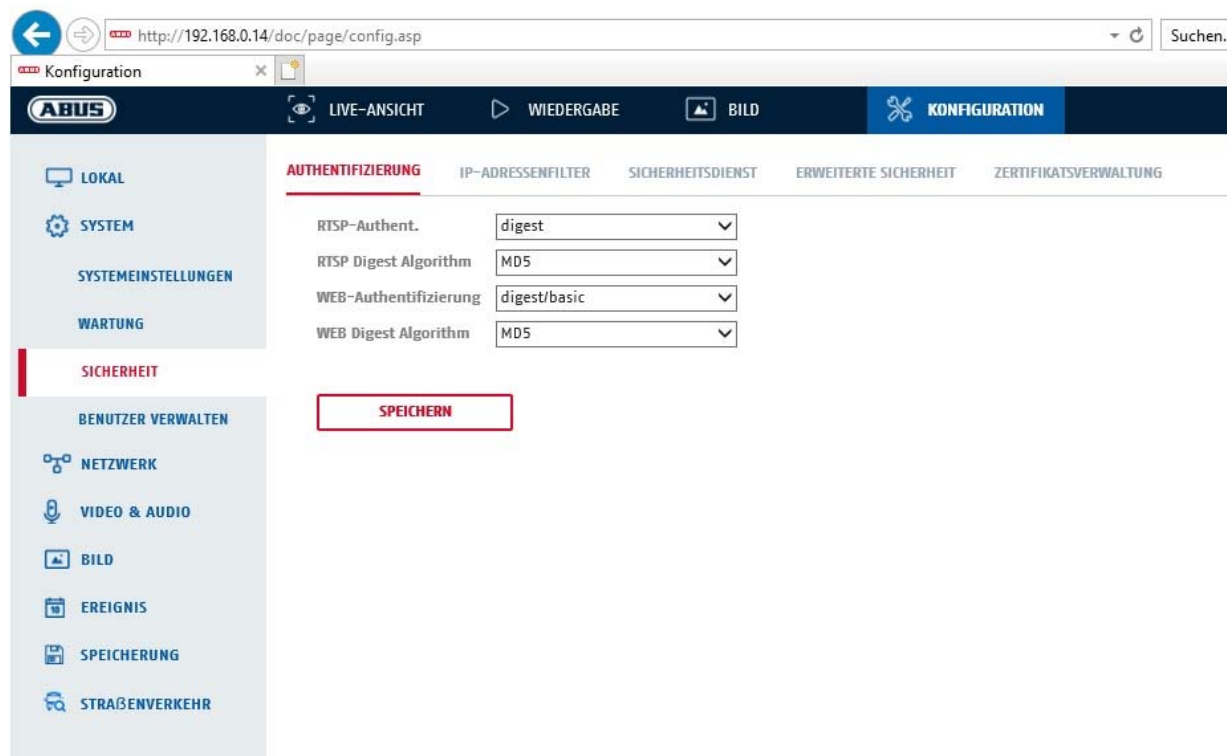 http://192.168.0.14/doc/page/config.asp
Suchen.
Konfiguration
ABUS
LIVE-ANSICHT
WIEDERGABE
BILD
KONFIGURATION
LOKAL
SYSTEM
SYSTEMEINSTELLUNGEN
WARTUNG
SICHERHEIT
BENUTZER VERWALTEN
NETZWERK
VIDEO & AUDIO
BILD
EREIGNIS
SPEICHERUNG
STRAßENVERKEHR
AUTHENTIFIZIERUNG
IP-ADRESSENFILTER
SICHERHEITSDIENST
ERWEITERTE SICHERHEIT
ZERTIFIKATSVERWALTUNG
RTSP-Authent. digest
RTSP Digest Algorithm MD5
WEB-Authentifizierung digest/basic
WEB Digest Algorithm MD5
SPEICHERN